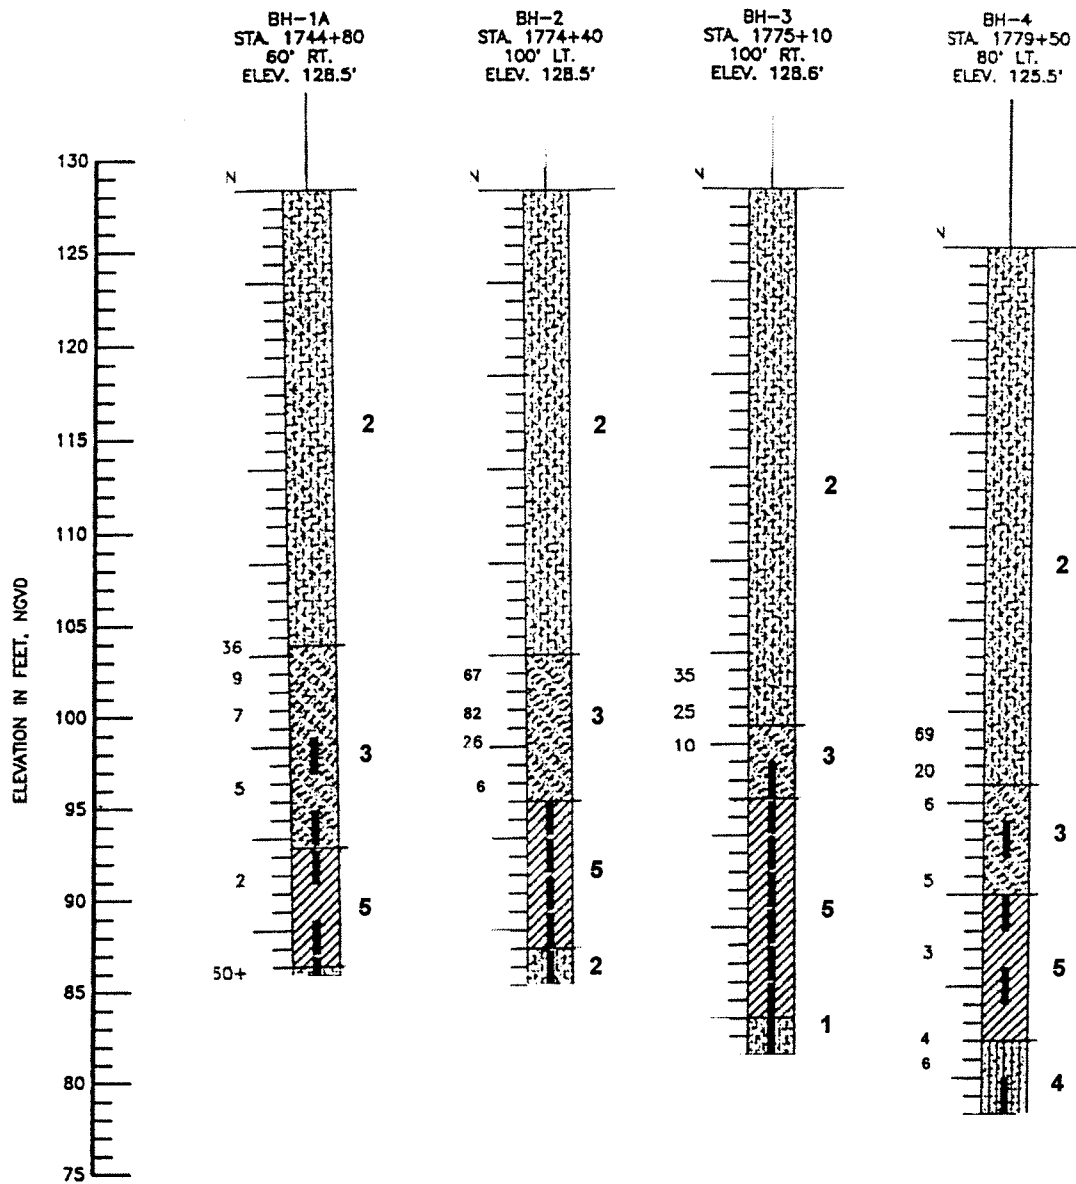 BH-1A
STA. 1744+80
60' RT.
ELEV. 128.5'
BH-2
STA. 1774+40
100' LT.
ELEV. 128.5'
BH-3
STA. 1775+10
100' RT.
ELEV. 128.6'
BH-4
STA. 1779+50
80' LT.
ELEV. 125.5'
ELEVATION IN FEET, NGVD
130
125
120
115
110
105
100
95
90
85
80
75
N
36
9
7
5
2
50+
2
3
5
N
67
82
26
6
2
3
5
2
N
35
25
10
2
3
5
1
N
69
20
6
5
3
4
6
2
3
5
4